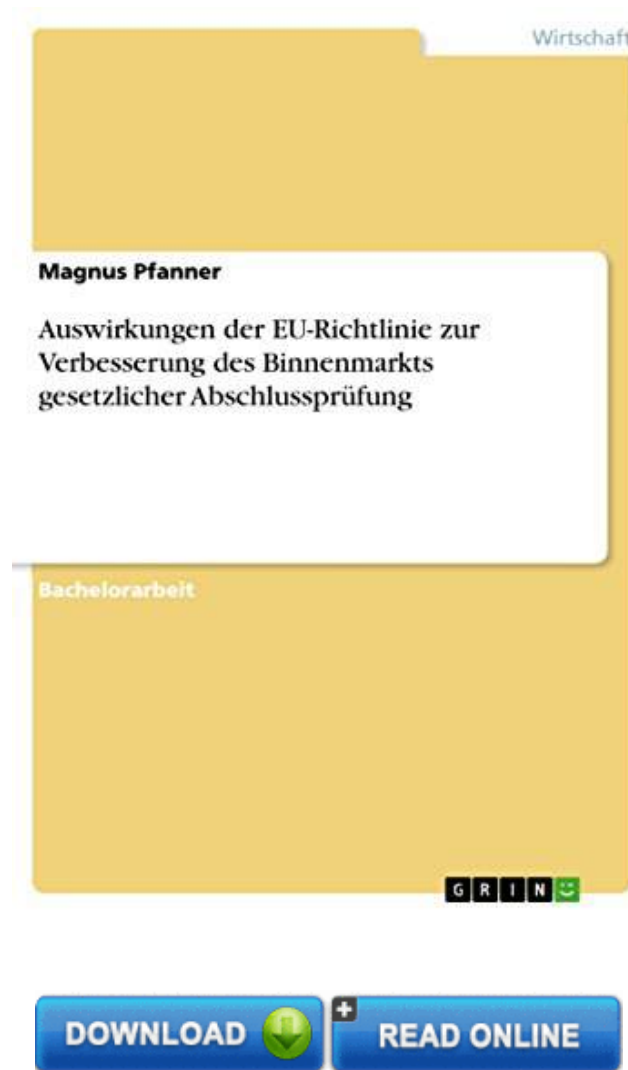 Wirtschaft
Magnus Pfanner
Auswirkungen der EU-Richtlinie zur
Verbesserung des Binnenmarkts
gesetzlicher Abschlussprüfung
Bachelorarbeit
GRIN
DOWNLOAD
READ ONLINE